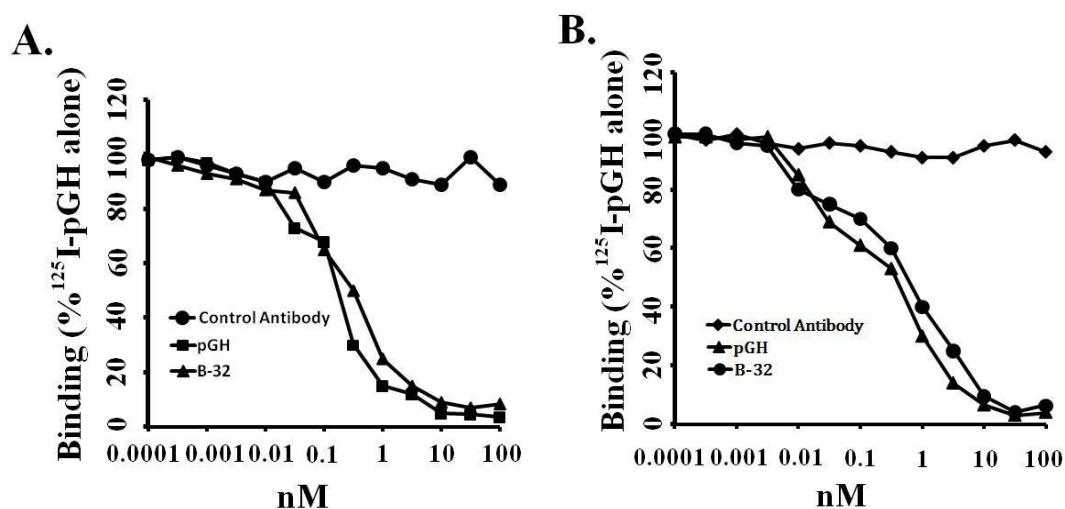 A.
Binding (% ¹²⁵I-pGH alone)
120
100
80
60
40
20
0
Control Antibody
pGH
B-32
0.0001 0.001 0.01 0.1 1 10 100
nM
B.
Binding (% ¹²⁵I-pGH alone)
120
100
80
60
40
20
0
Control Antibody
pGH
B-32
0.0001 0.001 0.01 0.1 1 10 100
nM